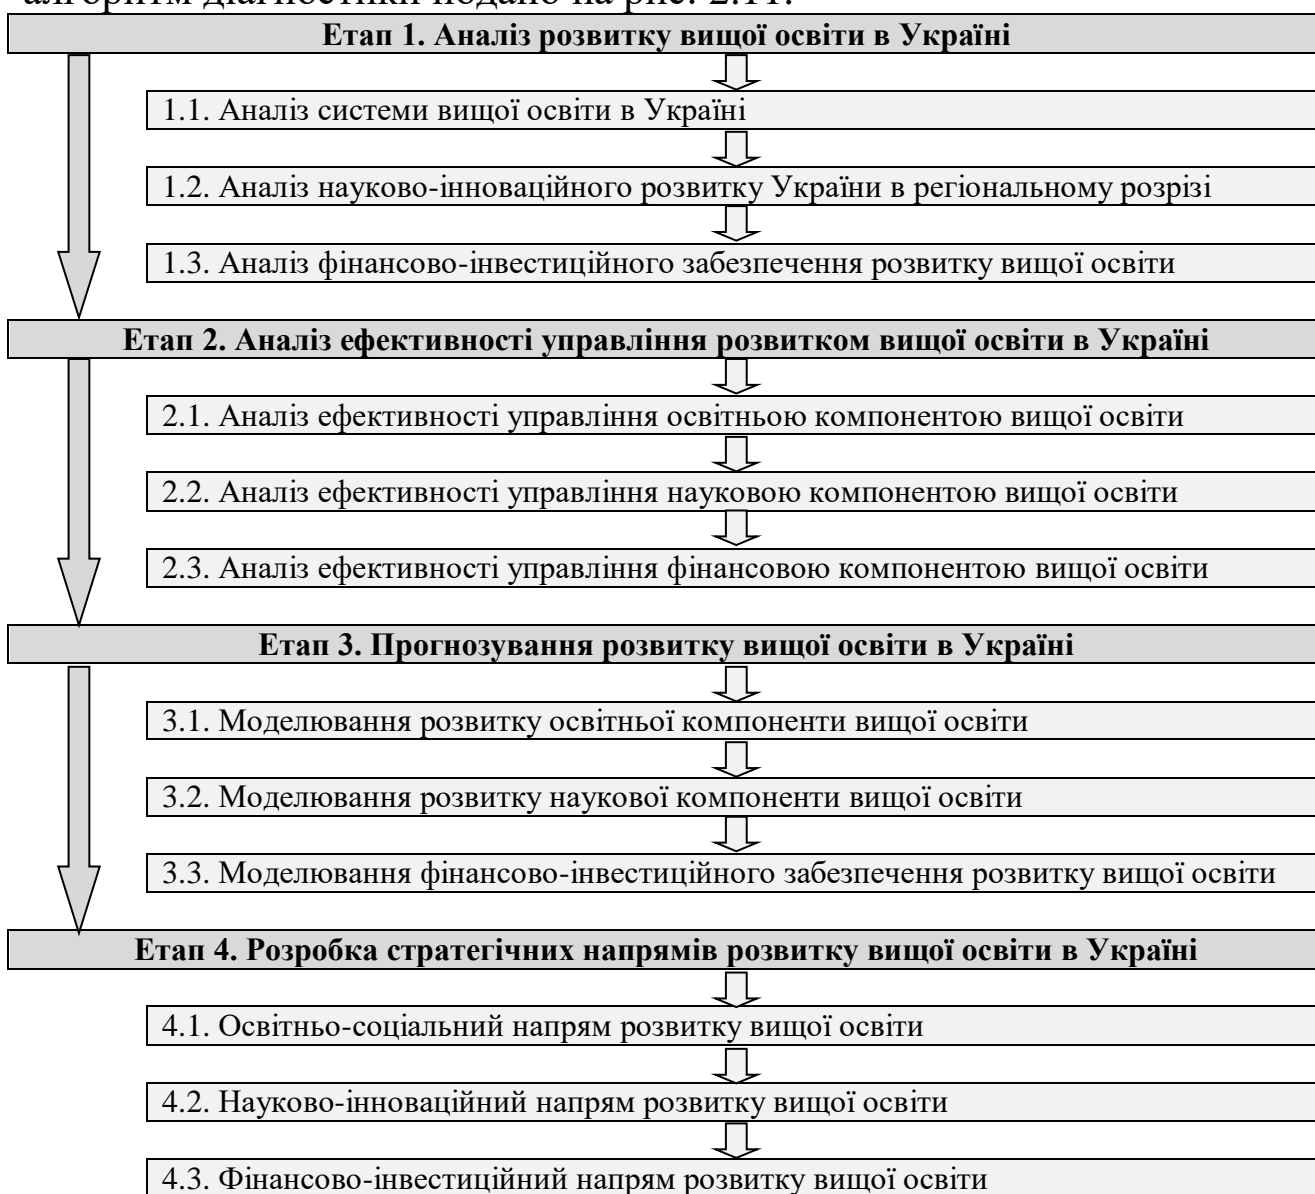 алгоритм діагностики подано на рис. 2.11.
Етап 1. Аналіз розвитку вищої освіти в Україні
1.1. Аналіз системи вищої освіти в Україні
1.2. Аналіз науково-інноваційного розвитку України в регіональному розрізі
1.3. Аналіз фінансово-інвестиційного забезпечення розвитку вищої освіти
Етап 2. Аналіз ефективності управління розвитком вищої освіти в Україні
2.1. Аналіз ефективності управління освітньою компонентою вищої освіти
2.2. Аналіз ефективності управління науковою компонентою вищої освіти
2.3. Аналіз ефективності управління фінансовою компонентою вищої освіти
Етап 3. Прогнозування розвитку вищої освіти в Україні
3.1. Моделювання розвитку освітньої компоненти вищої освіти
3.2. Моделювання розвитку наукової компоненти вищої освіти
3.3. Моделювання фінансово-інвестиційного забезпечення розвитку вищої освіти
Етап 4. Розробка стратегічних напрямів розвитку вищої освіти в Україні
4.1. Освітньо-соціальний напрям розвитку вищої освіти
4.2. Науково-інноваційний напрям розвитку вищої освіти
4.3. Фінансово-інвестиційний напрям розвитку вищої освіти